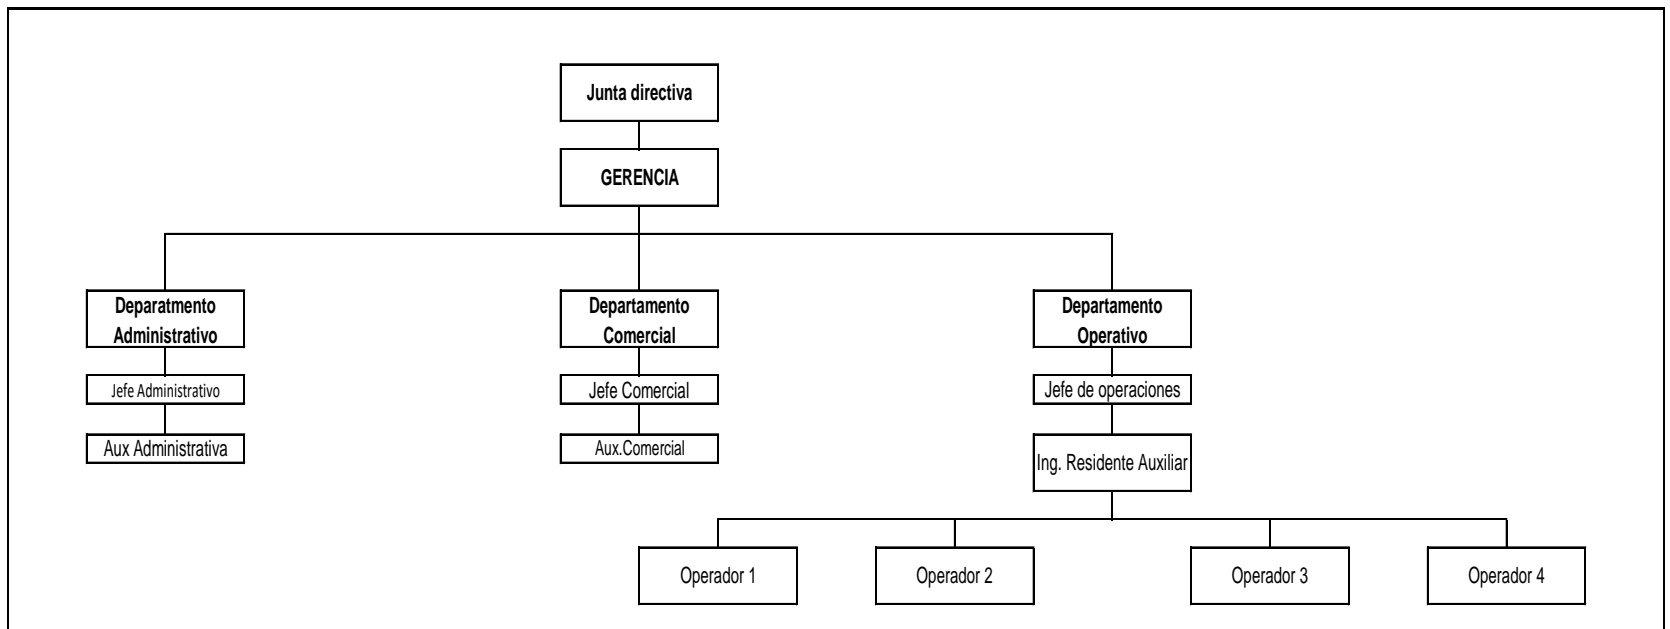 Junta directiva
GERENCIA
Deparatmento
Administrativo
Departamento
Comercial
Departamento
Operativo
Jefe Administrativo
Jefe Comercial
Jefe de operaciones
Aux Administrativa
Aux.Comercial
Ing. Residente Auxiliar
Operador 1
Operador 2
Operador 3
Operador 4